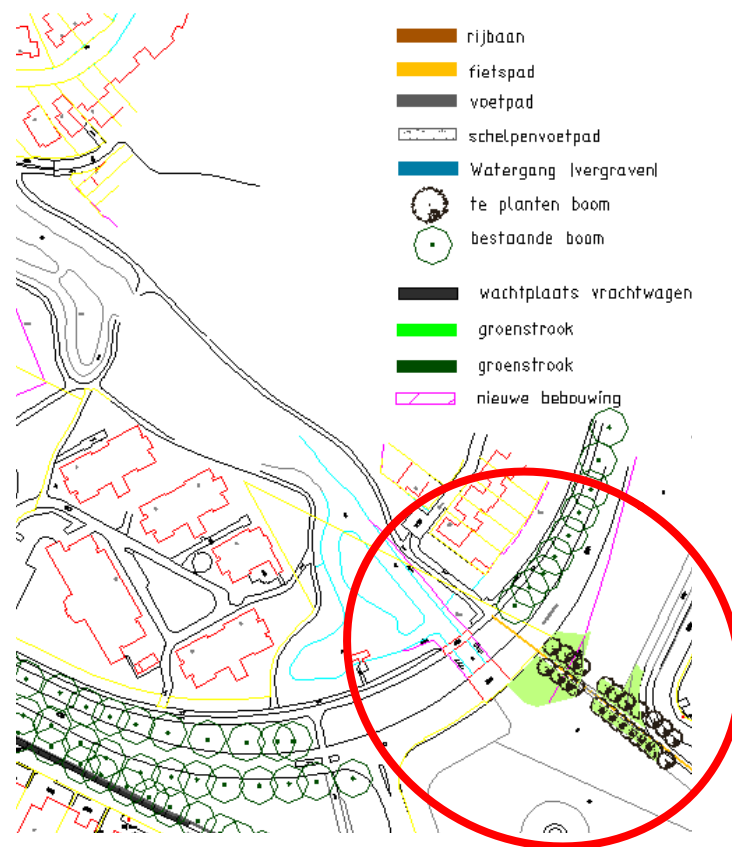 rijbaan
fietspad
voetpad
schelpenvoetpad
Watergang (vergraven)
te planten boom
bestaande boom
wachtplaats vrachtwagen
groenstrook
groenstrook
nieuwe bebouwing